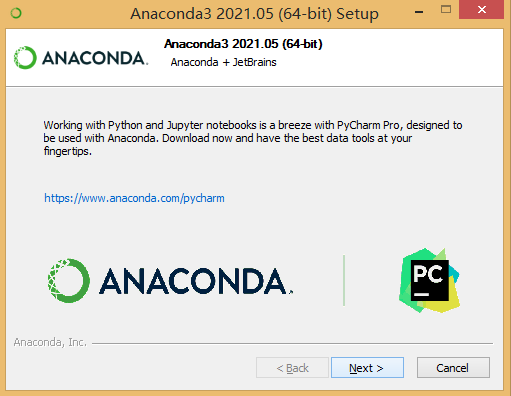 Anaconda3 2021.05 (64-bit) Setup
ANACONDA.
Anaconda3 2021.05 (64-bit)
Anaconda + JetBrains
Working with Python and Jupyter notebooks is a breeze with PyCharm Pro, designed to
be used with Anaconda. Download now and have the best data tools at your
fingertips.
https://www.anaconda.com/pycharm
ANACONDA.
PC
Anaconda, Inc.
< Back
Next >
Cancel